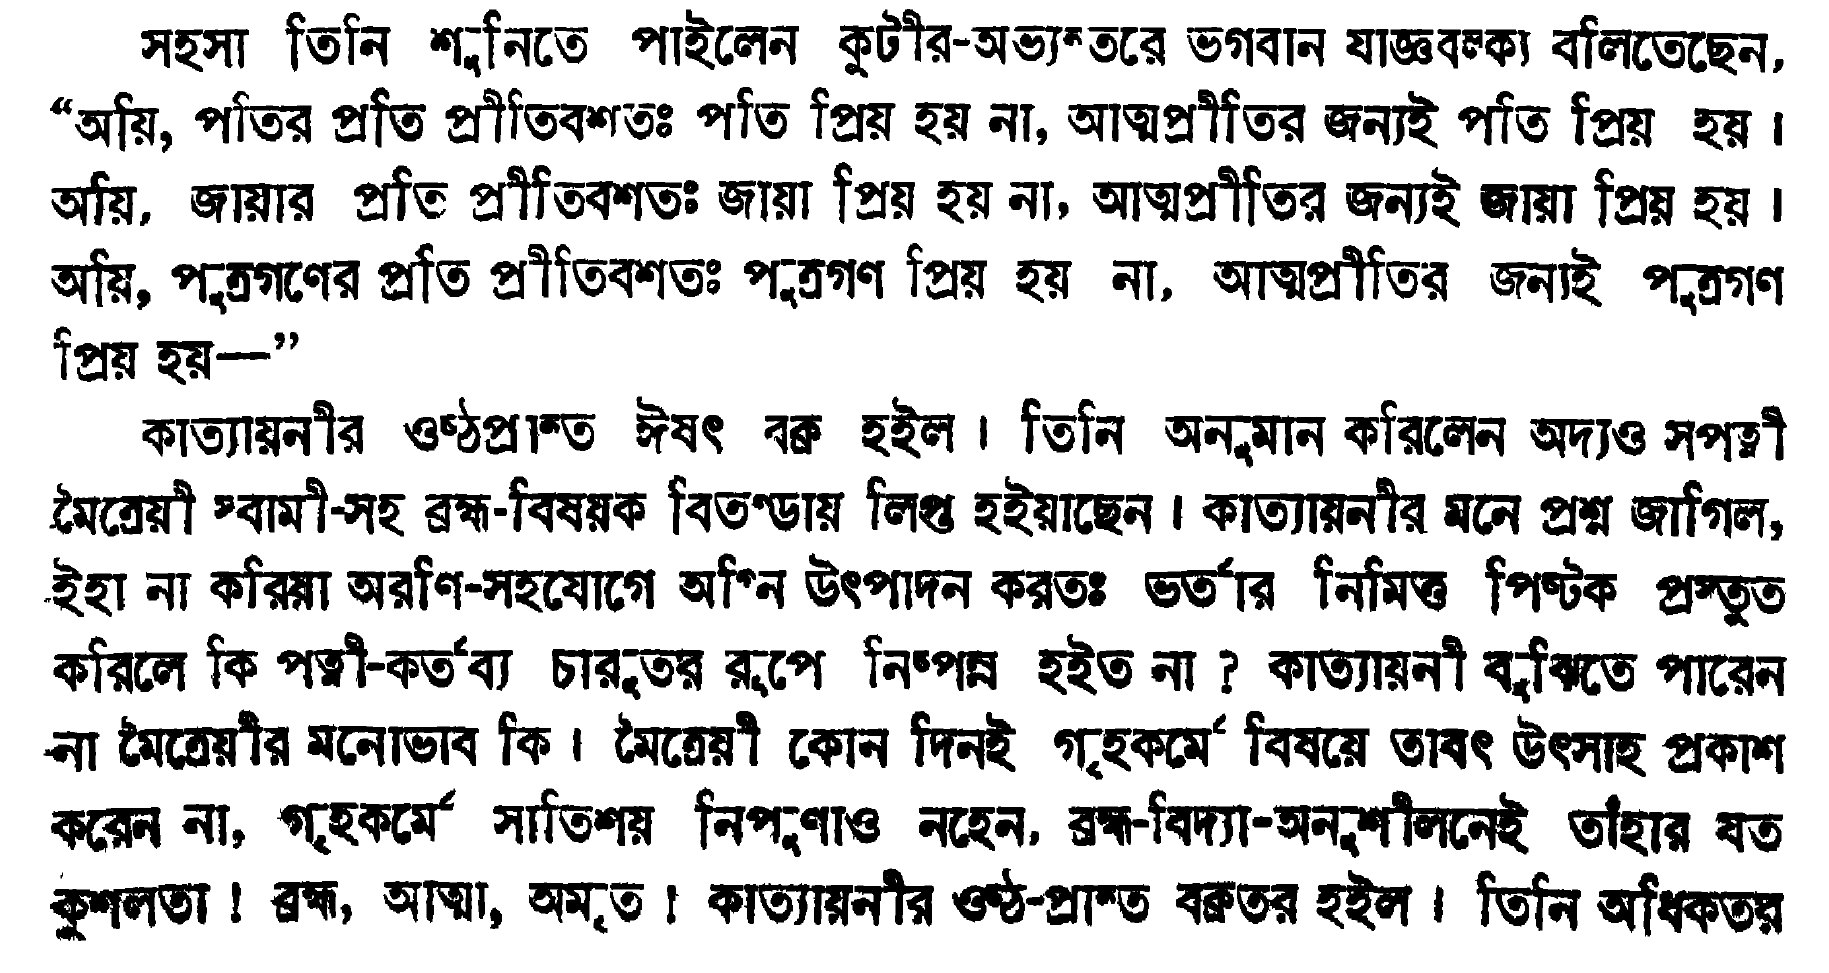 সহসা তিনি শুনিতে পাইলেন কুটীর-অভ্যন্তরে ভগবান যাজ্ঞবল্ক্য বলিতেছেন,
“অয়ি, পতির প্রতি প্রীতিবশতঃ পতি প্রিয় হয় না, আত্মপ্রীতির জন্যই পতি প্রিয় হয়।
অয়ি, জায়ার প্রতি প্রীতিবশতঃ জায়া প্রিয় হয় না, আত্মপ্রীতির জন্যই জায়া প্রিয় হয়।
অয়ি, পুত্রগণের প্রতি প্রীতিবশতঃ পুত্রগণ প্রিয় হয় না, আত্মপ্রীতির জন্যই পুত্রগণ
প্রিয় হয়—”
কাত্যায়নীর ওষ্ঠপ্রান্ত ঈষৎ বক্র হইল। তিনি অনুমান করিলেন অদ্যও সপত্নী
মৈত্রেয়ী স্বামী-সহ ব্রহ্ম-বিষয়ক বিতণ্ডায় লিপ্ত হইয়াছেন। কাত্যায়নীর মনে প্রশ্ন জাগিল,
ইহা না করিয়া অরণি-সহযোগে অগ্নি উৎপাদন করতঃ ভর্তার নিমিত্ত পিষ্টক প্রস্তুত
করিলে কি পত্নী-কর্তব্য চারুতর রূপে নিষ্পন্ন হইত না? কাত্যায়নী বুঝিতে পারেন
না মৈত্রেয়ীর মনোভাব কি। মৈত্রেয়ী কোন দিনই গৃহকর্মে বিষয়ে তাবৎ উৎসাহ প্রকাশ
করেন না, গৃহকর্মে সাতিশয় নিপুণাও নহেন, ব্রহ্ম-বিদ্যা-অনুশীলনেই তাঁহার যত
কুশলতা! ব্রহ্ম, আত্মা, অমৃত! কাত্যায়নীর ওষ্ঠ-প্রান্ত বক্রতর হইল। তিনি অধিকতর